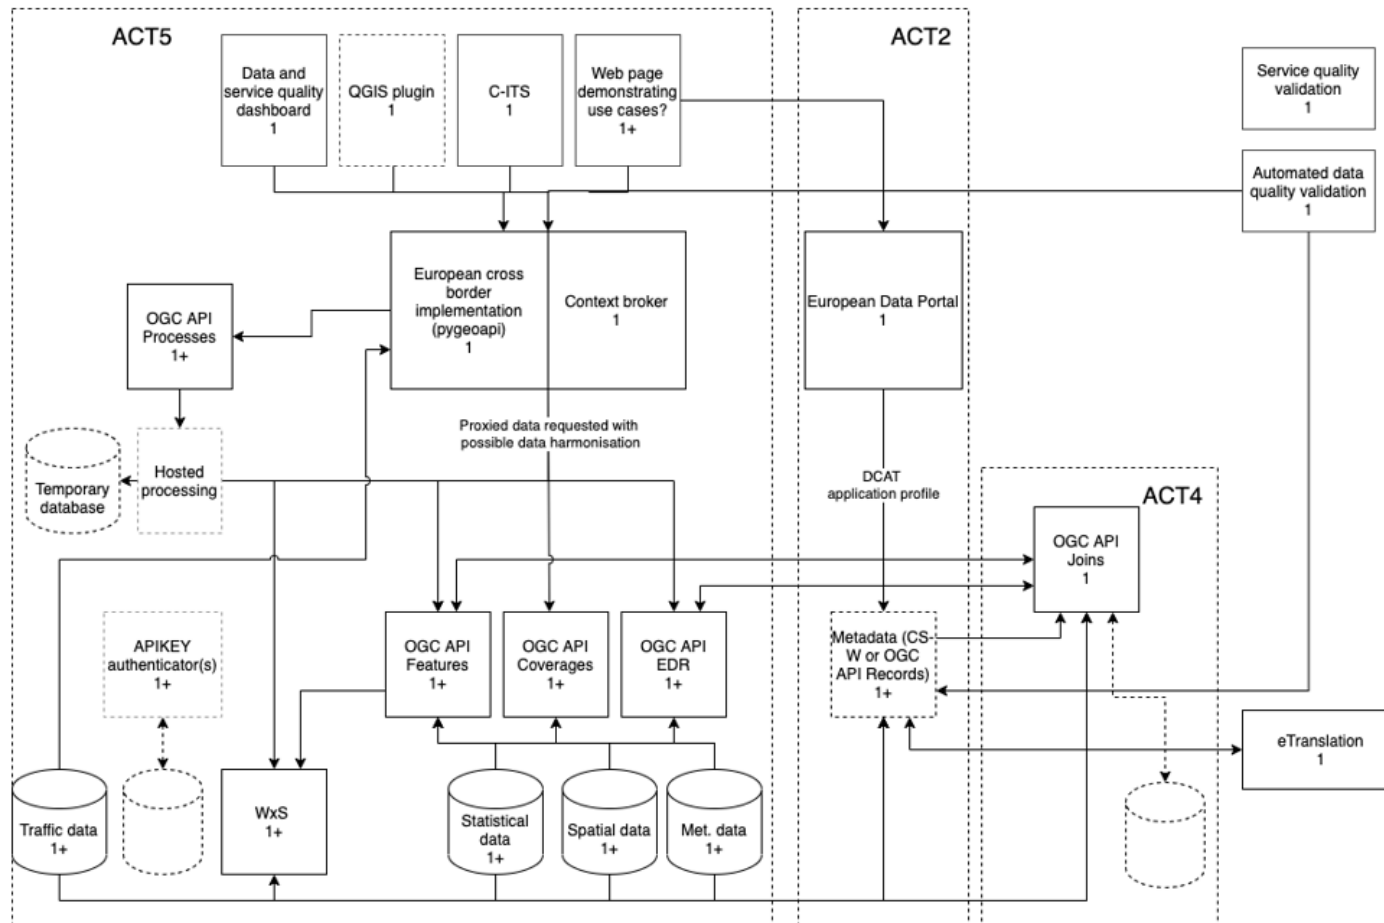 ACT5
ACT2
Data and
service quality
dashboard
1
QGIS plugin
1
C-ITS
1
Web page
demonstrating
use cases?
1+
Service quality
validation
1
Automated data
quality validation
1
European cross
border
implementation
(pygeoapi)
1
Context broker
1
European Data Portal
1
OGC API
Processes
1+
Proxied data requested with
possible data harmonisation
Temporary
database
Hosted
processing
DCAT
application profile
ACT4
OGC API
Joins
1
APIKEY
authenticator(s)
1+
OGC API
Features
1+
OGC API
Coverages
1+
OGC API
EDR
1+
Metadata (CS-
W or OGC
API Records)
1+
eTranslation
1
Traffic data
1+
WxS
1+
Statistical
data
1+
Spatial data
1+
Met. data
1+